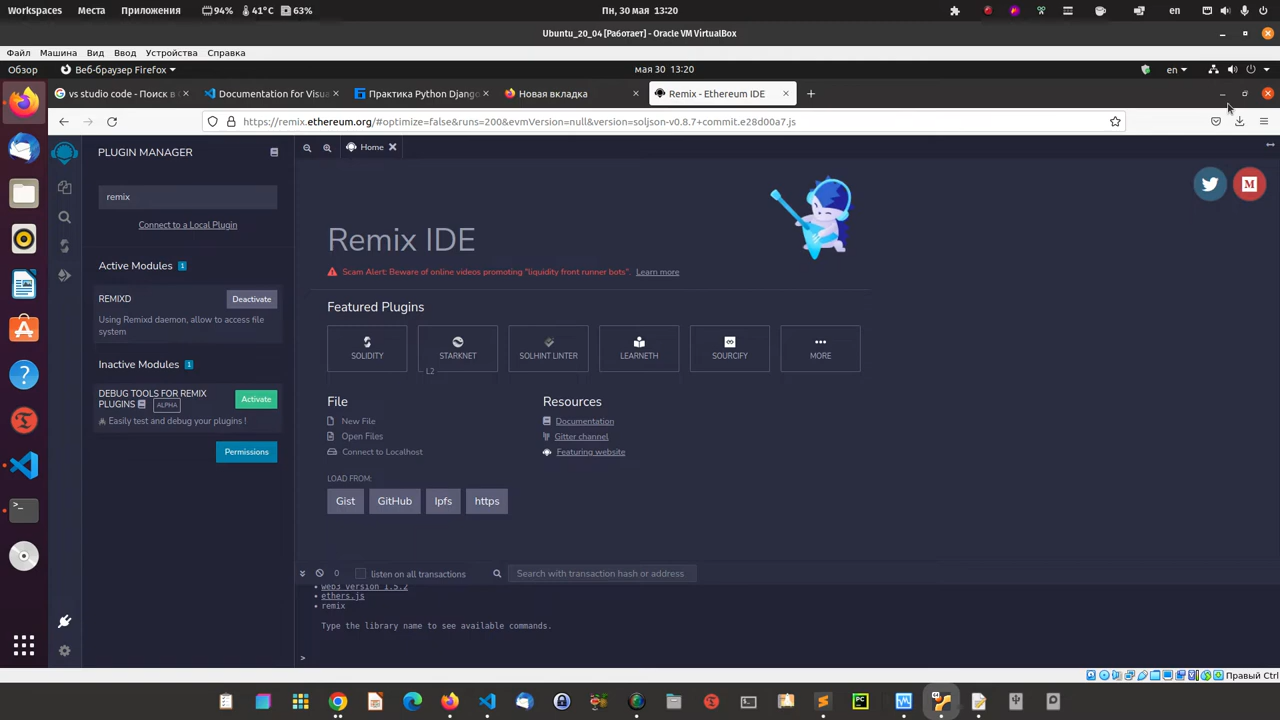 Workspaces Места Приложения 94% 41°C 63% Пн, 30 мая 13:20 en
Ubuntu_20_04 [Работает] - Oracle VM VirtualBox
Файл Машина Вид Ввод Устройства Справка
Обзор Веб-браузер Firefox мая 30 13:20 en
vs studio code - Поиск в G Documentation for Visua Практика Python Django Новая вкладка Remix - Ethereum IDE
https://remix.ethereum.org/#optimize=false&runs=200&evmVersion=null&version=soljson-v0.8.7+commit.e28d00a7.js
PLUGIN MANAGER
remix
Connect to a Local Plugin
Active Modules 1
REMIXD Deactivate
Using Remixd daemon, allow to access file
system
Inactive Modules 1
DEBUG TOOLS FOR REMIX
PLUGINS ALPHA Activate
Easily test and debug your plugins !
Permissions
Home
Remix IDE
Scam Alert: Beware of online videos promoting "liquidity front runner bots". Learn more
Featured Plugins
SOLIDITY STARKNET SOLHINT LINTER LEARNETH SOURCIFY MORE
L2
File Resources
New File Documentation
Open Files Gitter channel
Connect to Localhost Featuring website
LOAD FROM:
Gist GitHub Ipfs https
0 listen on all transactions Search with transaction hash or address
web3 version 1.5.2
ethers.js
remix
Type the library name to see available commands.
>
Правый Ctrl